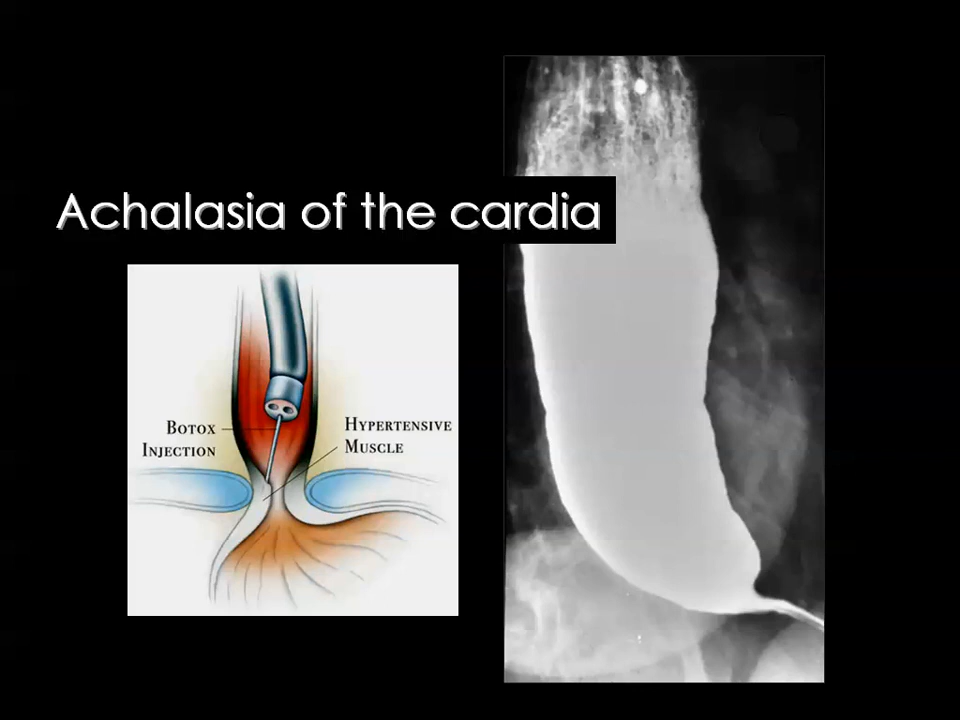 Achalasia of the cardia
BOTOX
INJECTION
HYPERTENSIVE
MUSCLE